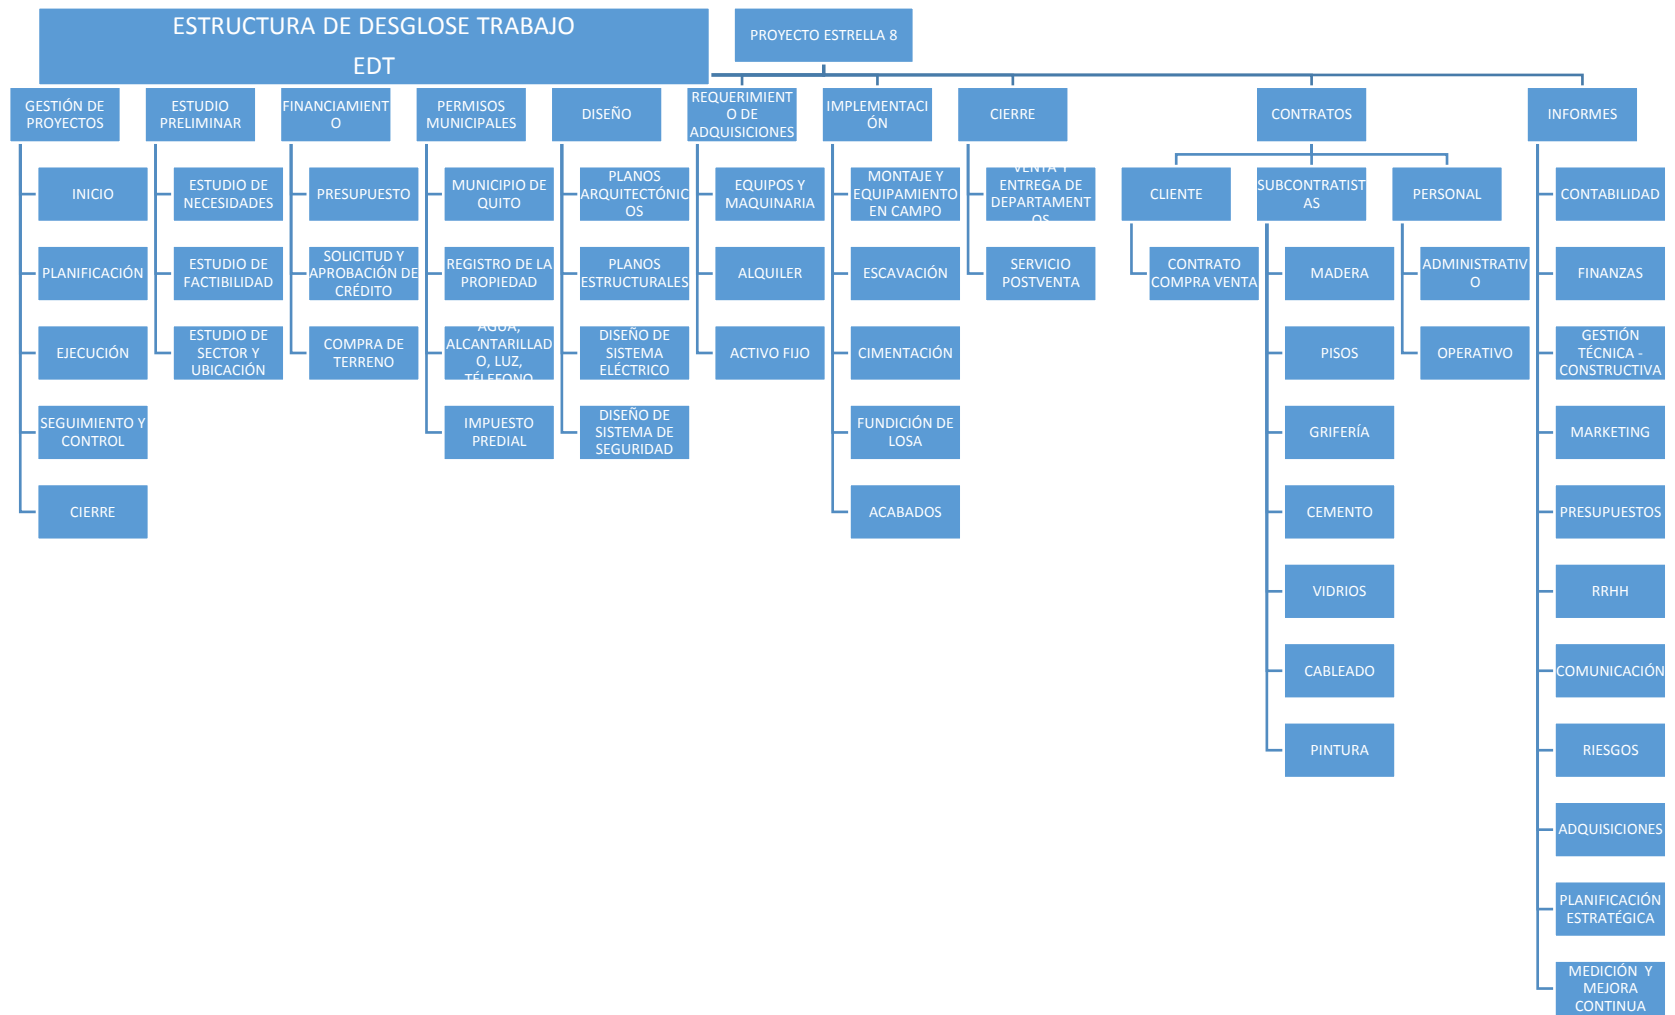 ESTRUCTURA DE DESGLOSE TRABAJO
EDT
PROYECTO ESTRELLA 8
GESTIÓN DE
PROYECTOS
INICIO
PLANIFICACIÓN
EJECUCIÓN
SEGUIMIENTO Y
CONTROL
CIERRE
ESTUDIO
PRELIMINAR
ESTUDIO DE
NECESIDADES
ESTUDIO DE
FACTIBILIDAD
ESTUDIO DE
SECTOR Y
UBICACIÓN
FINANCIAMIENT
O
PRESUPUESTO
SOLICITUD Y
APROBACIÓN DE
CRÉDITO
COMPRA DE
TERRENO
PERMISOS
MUNICIPALES
MUNICIPIO DE
QUITO
REGISTRO DE LA
PROPIEDAD
AGUA,
ALCANTARILLAD
O, LUZ,
TÉLEFONO
IMPUESTO
PREDIAL
DISEÑO
PLANOS
ARQUITECTÓNIC
OS
PLANOS
ESTRUCTURALES
DISEÑO DE
SISTEMA
ELÉCTRICO
DISEÑO DE
SISTEMA DE
SEGURIDAD
REQUERIMIENT
O DE
ADQUISICIONES
EQUIPOS Y
MAQUINARIA
ALQUILER
ACTIVO FIJO
IMPLEMENTACI
ÓN
MONTAJE Y
EQUIPAMIENTO
EN CAMPO
ESCAVACIÓN
CIMENTACIÓN
FUNDICIÓN DE
LOSA
ACABADOS
CIERRE
VENTA Y
ENTREGA DE
DEPARTAMENT
OS
SERVICIO
POSTVENTA
CONTRATOS
CLIENTE
CONTRATO
COMPRA VENTA
SUBCONTRATIST
AS
MADERA
PISOS
GRIFERÍA
CEMENTO
VIDRIOS
CABLEADO
PINTURA
PERSONAL
ADMINISTRATIV
O
OPERATIVO
INFORMES
CONTABILIDAD
FINANZAS
GESTIÓN
TÉCNICA -
CONSTRUCTIVA
MARKETING
PRESUPUESTOS
RRHH
COMUNICACIÓN
RIESGOS
ADQUISICIONES
PLANIFICACIÓN
ESTRATÉGICA
MEDICIÓN Y
MEJORA
CONTINUA